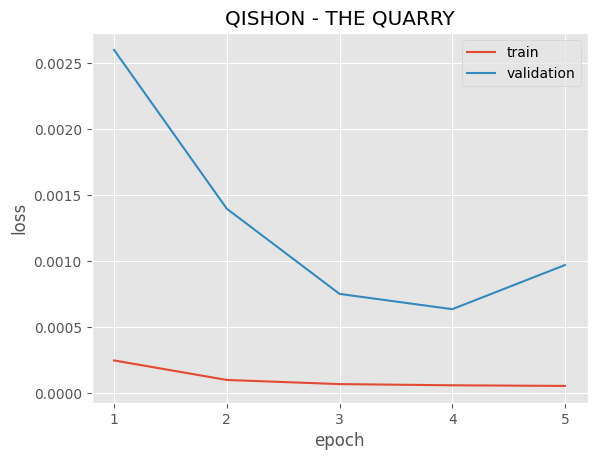 QISHON - THE QUARRY
train
validation
0.0025
0.0020
0.0015
0.0010
0.0005
0.0000
loss
1 2 3 4 5
epoch